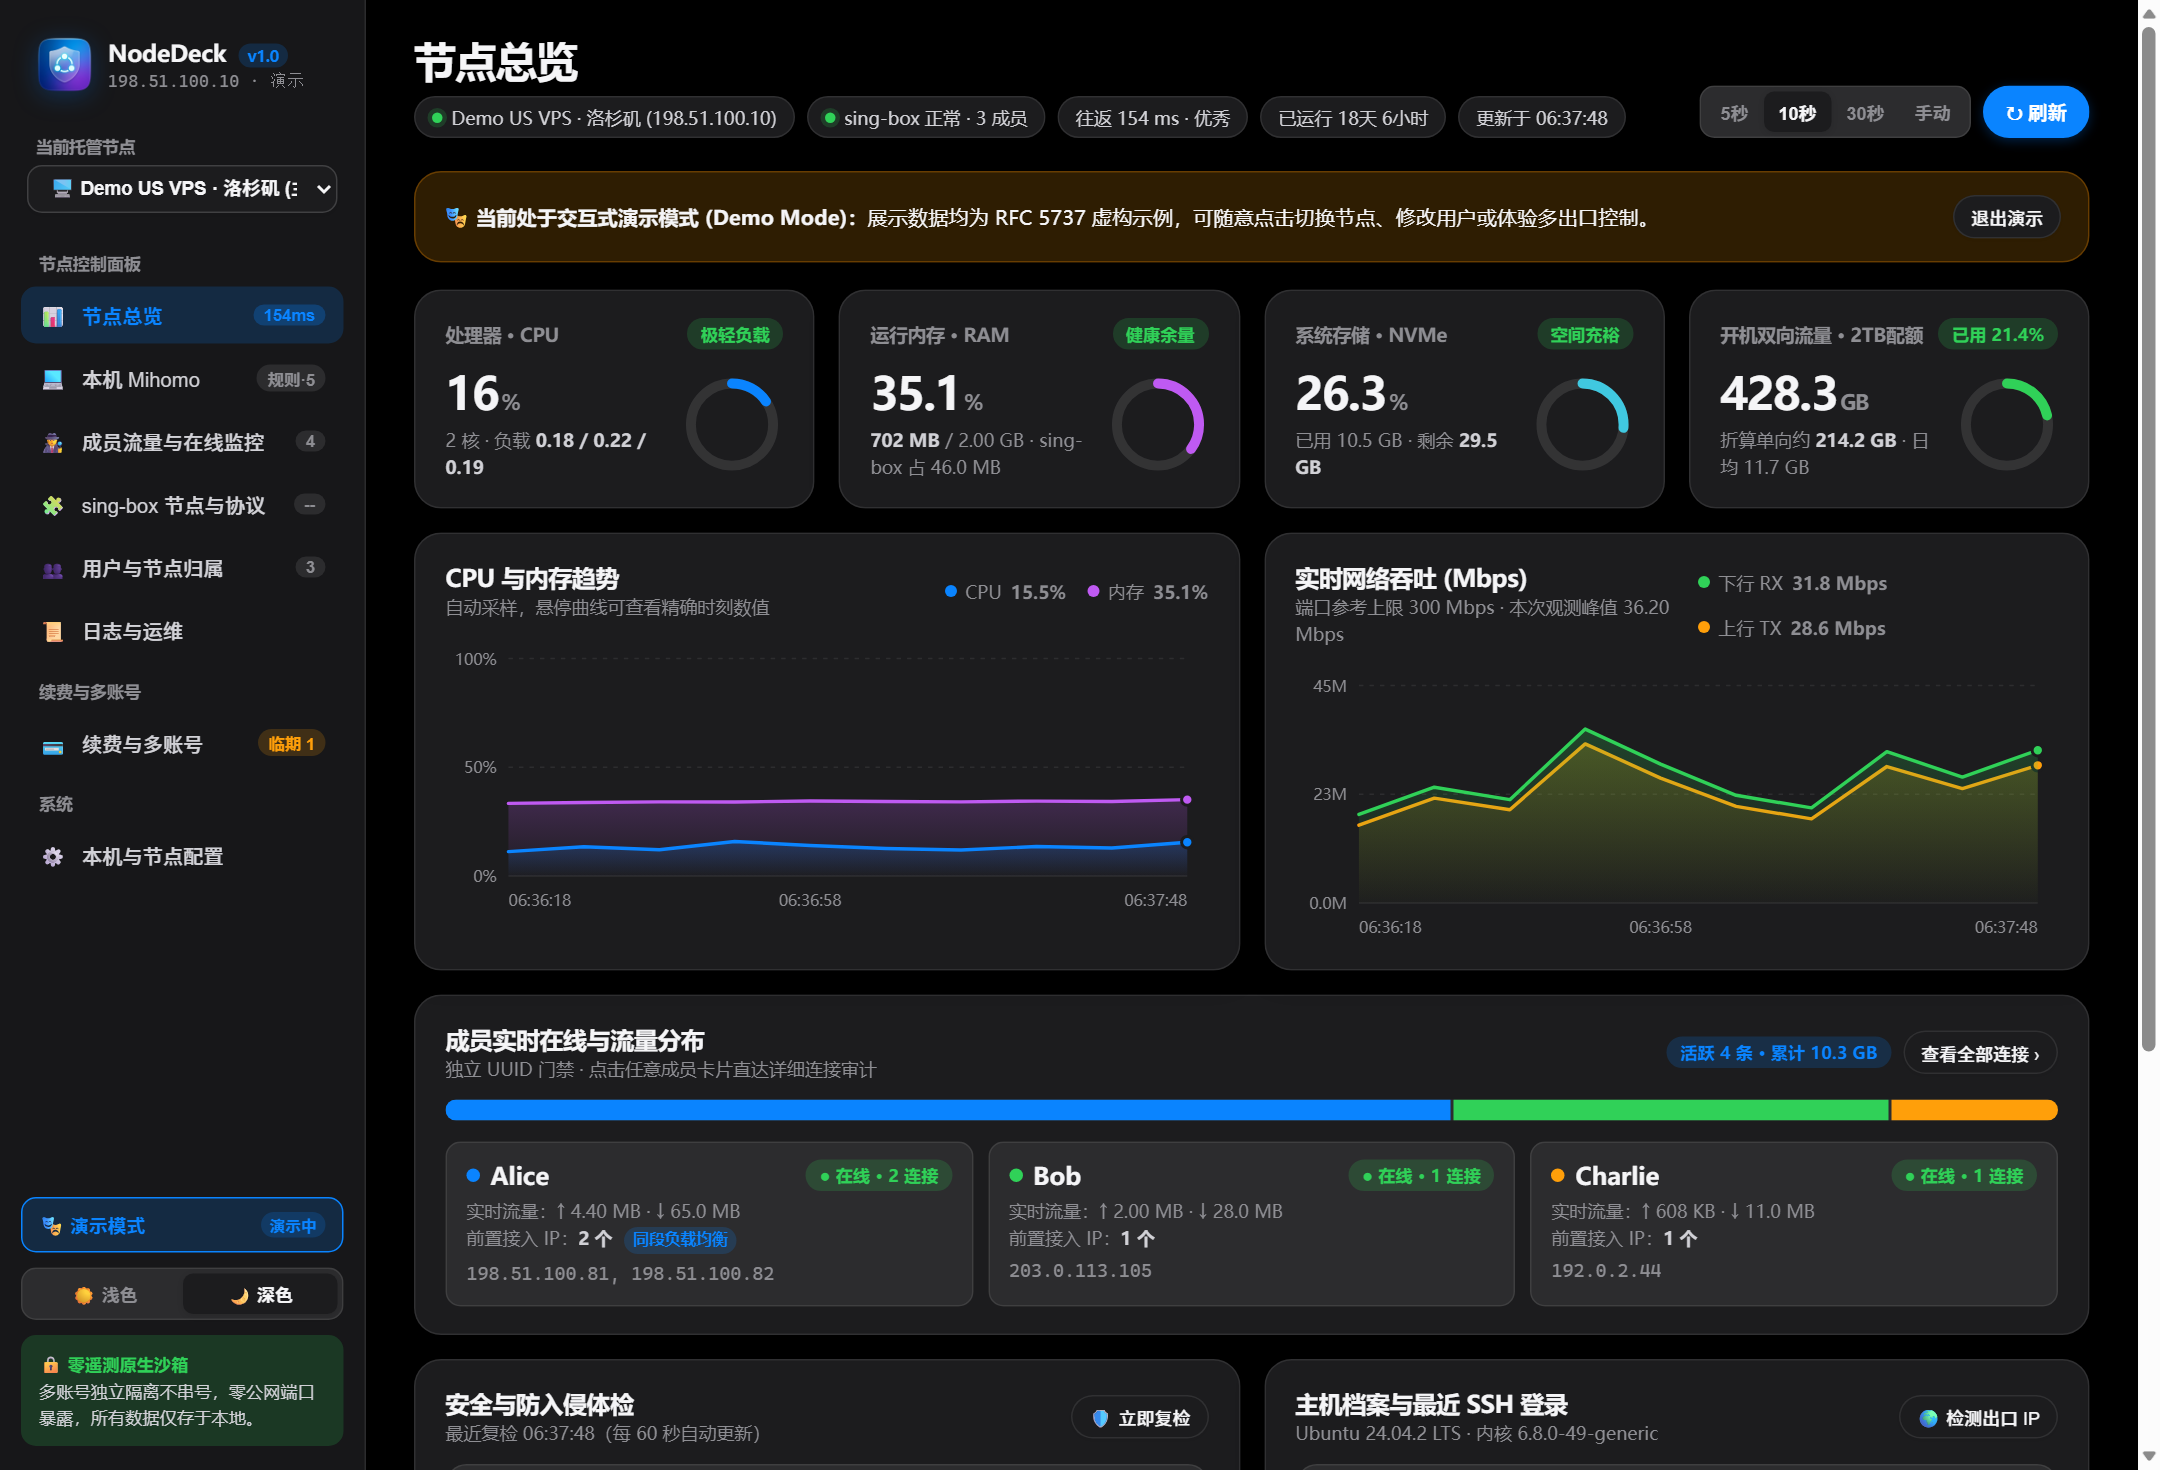 NodeDeck v1.0
198.51.100.10 · 演示
当前托管节点
Demo US VPS · 洛杉矶 (
节点控制面板
节点总览 154ms
本机 Mihomo 规则·5
成员流量与在线监控 4
sing-box 节点与协议 --
用户与节点归属 3
日志与运维
续费与多账号
续费与多账号 临期 1
系统
本机与节点配置
演示模式 演示中
浅色 深色
零遥测原生沙箱
多账号独立隔离不串号，零公网端口
暴露，所有数据仅存于本地。
节点总览
Demo US VPS · 洛杉矶 (198.51.100.10) sing-box 正常 · 3 成员 往返 154 ms · 优秀 已运行 18天 6小时 更新于 06:37:48
5秒 10秒 30秒 手动 ↻ 刷新
当前处于交互式演示模式 (Demo Mode)：展示数据均为 RFC 5737 虚构示例，可随意点击切换节点、修改用户或体验多出口控制。 退出演示
处理器 • CPU 极轻负载
16%
2 核 · 负载 0.18 / 0.22 /
0.19
运行内存 • RAM 健康余量
35.1%
702 MB / 2.00 GB · sing-
box 占 46.0 MB
系统存储 • NVMe 空间充裕
26.3%
已用 10.5 GB · 剩余 29.5
GB
开机双向流量 • 2TB配额 已用 21.4%
428.3GB
折算单向约 214.2 GB · 日
均 11.7 GB
CPU 与内存趋势
自动采样，悬停曲线可查看精确时刻数值
CPU 15.5% 内存 35.1%
100%
50%
0%
06:36:18 06:36:58 06:37:48
实时网络吞吐 (Mbps)
端口参考上限 300 Mbps · 本次观测峰值 36.20
Mbps
下行 RX 31.8 Mbps
上行 TX 28.6 Mbps
45M
23M
0.0M
06:36:18 06:36:58 06:37:48
成员实时在线与流量分布
独立 UUID 门禁 · 点击任意成员卡片直达详细连接审计
活跃 4 条 • 累计 10.3 GB 查看全部连接 ›
Alice ● 在线 • 2 连接
实时流量：↑ 4.40 MB · ↓ 65.0 MB
前置接入 IP：2 个 同段负载均衡
198.51.100.81, 198.51.100.82
Bob ● 在线 • 1 连接
实时流量：↑ 2.00 MB · ↓ 28.0 MB
前置接入 IP：1 个
203.0.113.105
Charlie ● 在线 • 1 连接
实时流量：↑ 608 KB · ↓ 11.0 MB
前置接入 IP：1 个
192.0.2.44
安全与防入侵体检
最近复检 06:37:48（每 60 秒自动更新）
立即复检
主机档案与最近 SSH 登录
Ubuntu 24.04.2 LTS · 内核 6.8.0-49-generic
检测出口 IP